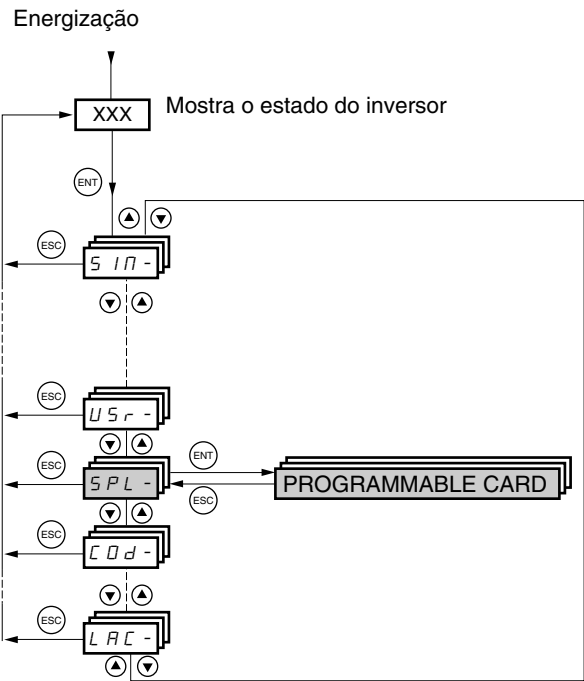 Energização
XXX Mostra o estado do inversor
ENT
ESC
SIM-
ESC
USr-
ESC
SPL-
ENT
ESC
PROGRAMMABLE CARD
ESC
COd-
ESC
LAC-